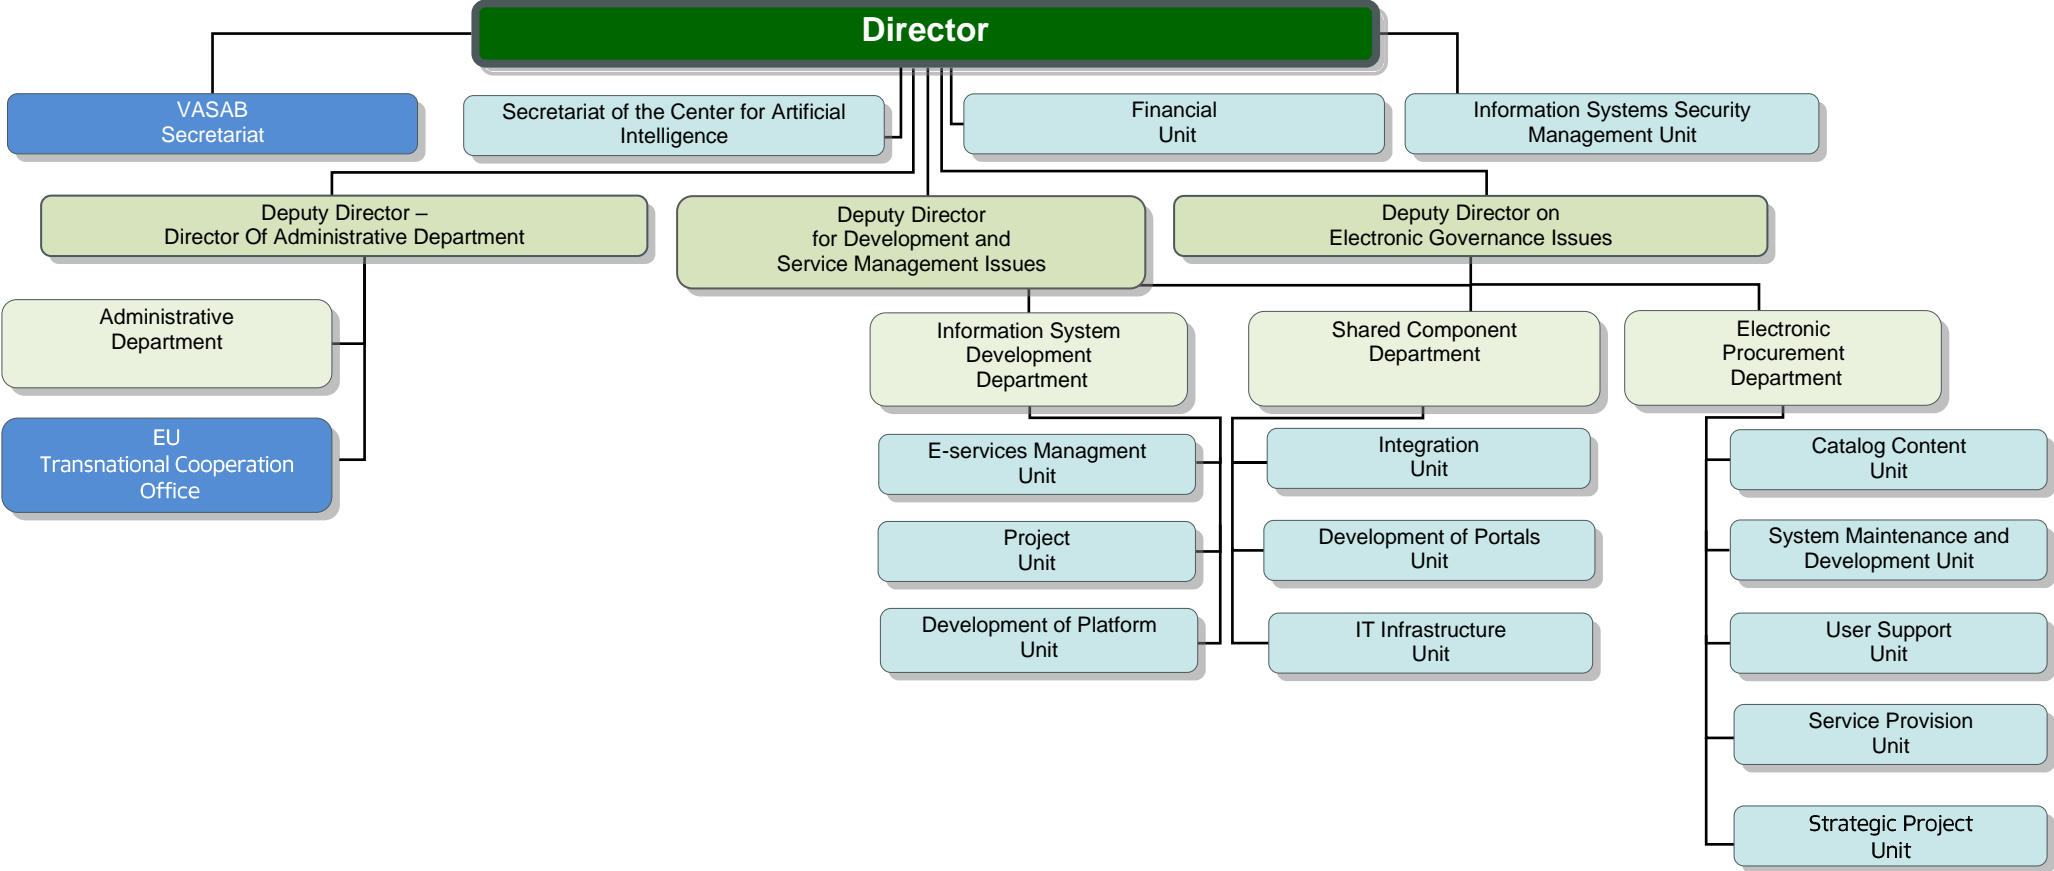 Director
VASAB
Secretariat
Secretariat of the Center for Artificial
Intelligence
Financial
Unit
Information Systems Security
Management Unit
Deputy Director –
Director Of Administrative Department
Deputy Director
for Development and
Service Management Issues
Deputy Director on
Electronic Governance Issues
Administrative
Department
Information System
Development
Department
Shared Component
Department
Electronic
Procurement
Department
EU
Transnational Cooperation
Office
E-services Managment
Unit
Integration
Unit
Catalog Content
Unit
Project
Unit
Development of Portals
Unit
System Maintenance and
Development Unit
Development of Platform
Unit
IT Infrastructure
Unit
User Support
Unit
Service Provision
Unit
Strategic Project
Unit